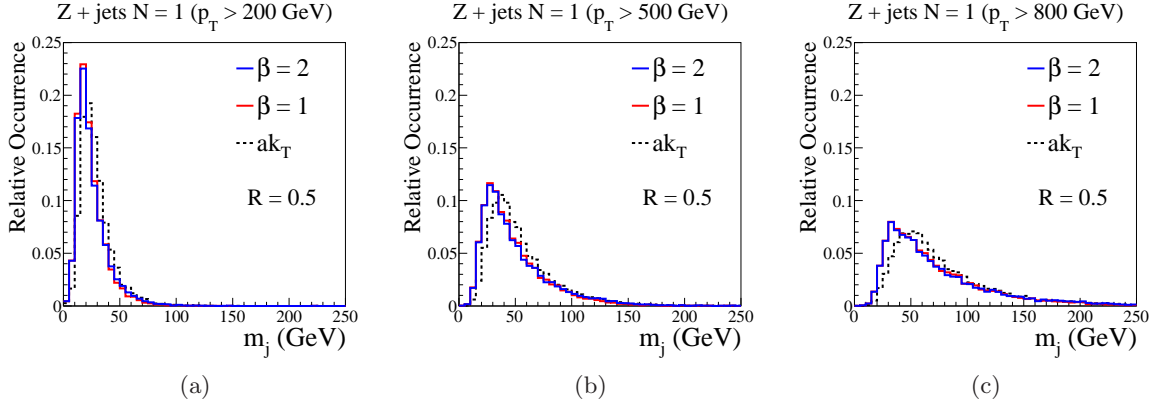 Z + jets N = 1 (p_T > 200 GeV)
Relative Occurrence
0.25
0.2
0.15
0.1
0.05
0
β = 2
β = 1
ak_T
R = 0.5
0 50 100 150 200 250
m_j (GeV)
(a)
Z + jets N = 1 (p_T > 500 GeV)
Relative Occurrence
0.25
0.2
0.15
0.1
0.05
0
β = 2
β = 1
ak_T
R = 0.5
0 50 100 150 200 250
m_j (GeV)
(b)
Z + jets N = 1 (p_T > 800 GeV)
Relative Occurrence
0.25
0.2
0.15
0.1
0.05
0
β = 2
β = 1
ak_T
R = 0.5
0 50 100 150 200 250
m_j (GeV)
(c)